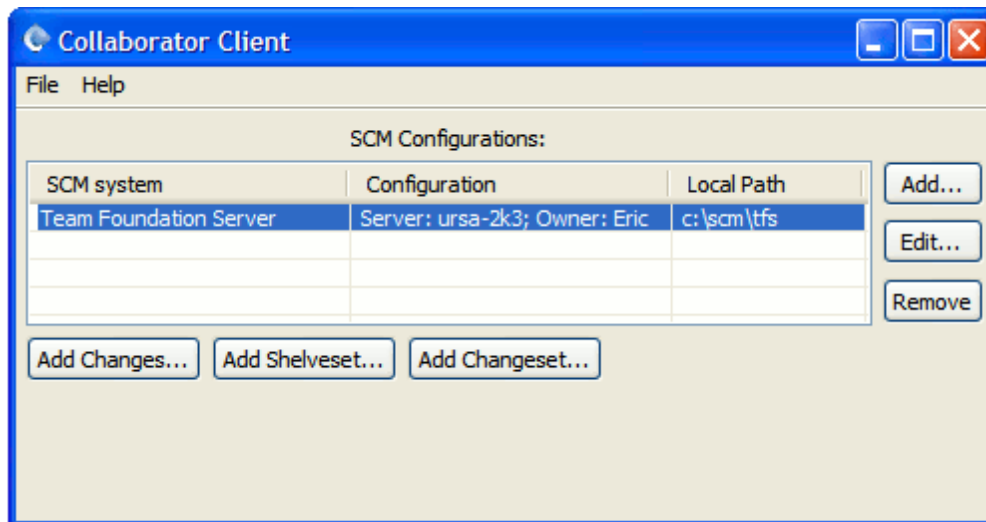 Collaborator Client
File Help
SCM Configurations:
SCM system Configuration Local Path Add...
Team Foundation Server Server: ursa-2k3; Owner: Eric c:\scm\tfs
Edit...
Remove
Add Changes... Add Shelveset... Add Changeset...